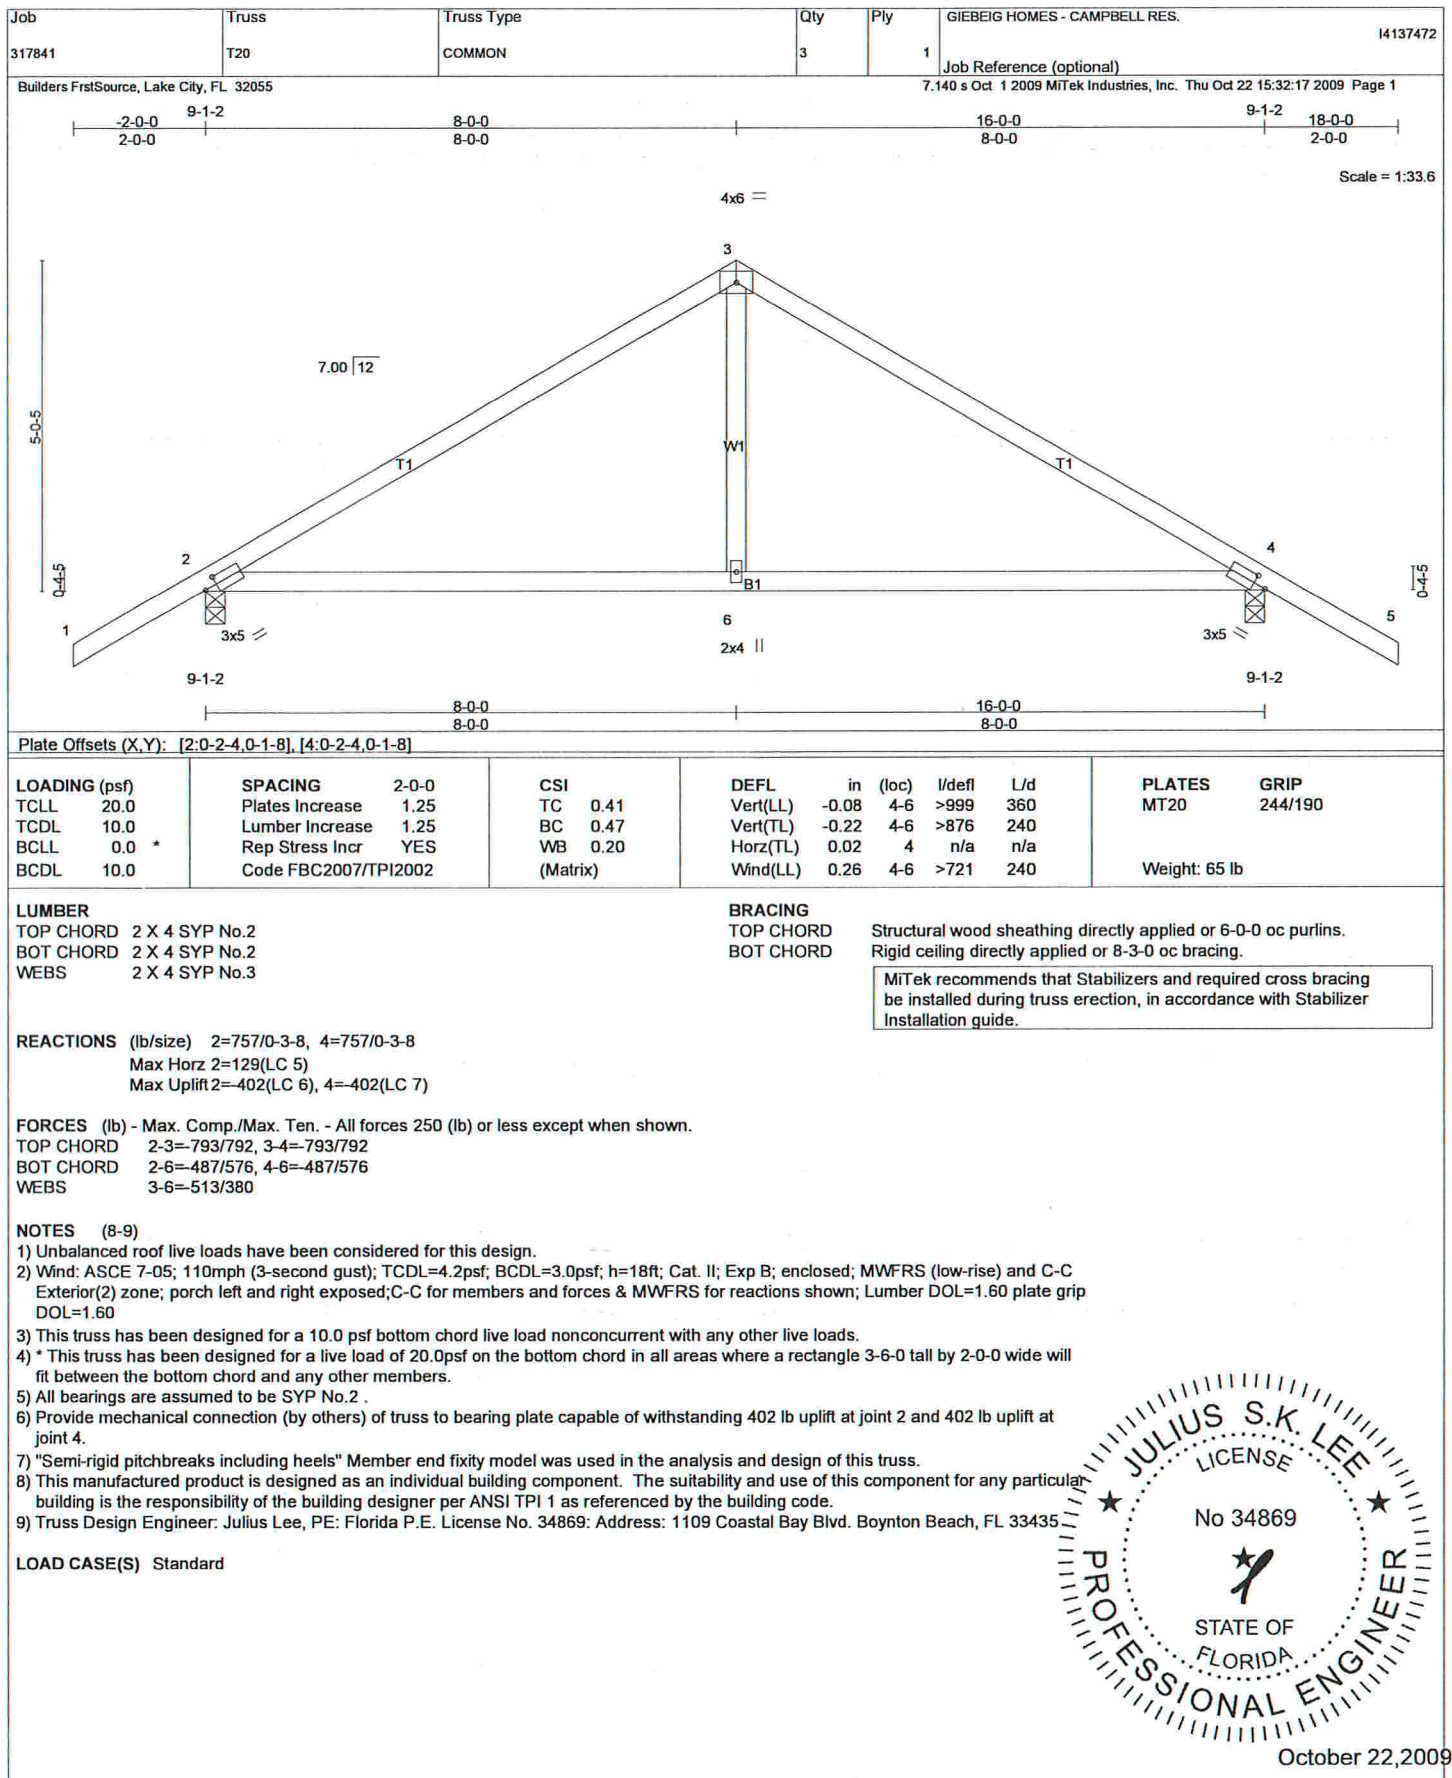 Job Truss Truss Type Qty Ply GIEBEIG HOMES - CAMPBELL RES.
I4137472
317841 T20 COMMON 3 1
Job Reference (optional)
Builders FrstSource, Lake City, FL 32055 7.140 s Oct 1 2009 MiTek Industries, Inc. Thu Oct 22 15:32:17 2009 Page 1
9-1-2 9-1-2
-2-0-0 8-0-0 16-0-0 18-0-0
2-0-0 8-0-0 8-0-0 2-0-0
Scale = 1:33.6
4x6 =
3
7.00 12
5-0-5
W1
T1 T1
2 4
0-4-5 0-4-5
B1
1 3x5 6 3x5 5
2x4 ||
9-1-2 9-1-2
8-0-0 16-0-0
8-0-0 8-0-0
Plate Offsets (X,Y): [2:0-2-4,0-1-8], [4:0-2-4,0-1-8]
LOADING (psf)
TCLL 20.0
TCDL 10.0
BCLL 0.0 *
BCDL 10.0
SPACING 2-0-0
Plates Increase 1.25
Lumber Increase 1.25
Rep Stress Incr YES
Code FBC2007/TPI2002
CSI
TC 0.41
BC 0.47
WB 0.20
(Matrix)
DEFL in (loc) l/defl L/d
Vert(LL) -0.08 4-6 >999 360
Vert(TL) -0.22 4-6 >876 240
Horz(TL) 0.02 4 n/a n/a
Wind(LL) 0.26 4-6 >721 240
PLATES GRIP
MT20 244/190
Weight: 65 lb
LUMBER
TOP CHORD 2 X 4 SYP No.2
BOT CHORD 2 X 4 SYP No.2
WEBS 2 X 4 SYP No.3
BRACING
TOP CHORD Structural wood sheathing directly applied or 6-0-0 oc purlins.
BOT CHORD Rigid ceiling directly applied or 8-3-0 oc bracing.
MiTek recommends that Stabilizers and required cross bracing
be installed during truss erection, in accordance with Stabilizer
Installation guide.
REACTIONS (lb/size) 2=757/0-3-8, 4=757/0-3-8
Max Horz 2=129(LC 5)
Max Uplift 2=-402(LC 6), 4=-402(LC 7)
FORCES (lb) - Max. Comp./Max. Ten. - All forces 250 (lb) or less except when shown.
TOP CHORD 2-3=-793/792, 3-4=-793/792
BOT CHORD 2-6=-487/576, 4-6=-487/576
WEBS 3-6=-513/380
NOTES (8-9)
1) Unbalanced roof live loads have been considered for this design.
2) Wind: ASCE 7-05; 110mph (3-second gust); TCDL=4.2psf; BCDL=3.0psf; h=18ft; Cat. II; Exp B; enclosed; MWFRS (low-rise) and C-C
Exterior(2) zone; porch left and right exposed;C-C for members and forces & MWFRS for reactions shown; Lumber DOL=1.60 plate grip
DOL=1.60
3) This truss has been designed for a 10.0 psf bottom chord live load nonconcurrent with any other live loads.
4) * This truss has been designed for a live load of 20.0psf on the bottom chord in all areas where a rectangle 3-6-0 tall by 2-0-0 wide will
fit between the bottom chord and any other members.
5) All bearings are assumed to be SYP No.2 .
6) Provide mechanical connection (by others) of truss to bearing plate capable of withstanding 402 lb uplift at joint 2 and 402 lb uplift at
joint 4.
7) "Semi-rigid pitchbreaks including heels" Member end fixity model was used in the analysis and design of this truss.
8) This manufactured product is designed as an individual building component. The suitability and use of this component for any particular
building is the responsibility of the building designer per ANSI TPI 1 as referenced by the building code.
9) Truss Design Engineer: Julius Lee, PE: Florida P.E. License No. 34869: Address: 1109 Coastal Bay Blvd. Boynton Beach, FL 33435
LOAD CASE(S) Standard
JULIUS S.K. LEE
LICENSE
No 34869
STATE OF
FLORIDA
PROFESSIONAL ENGINEER
October 22,2009